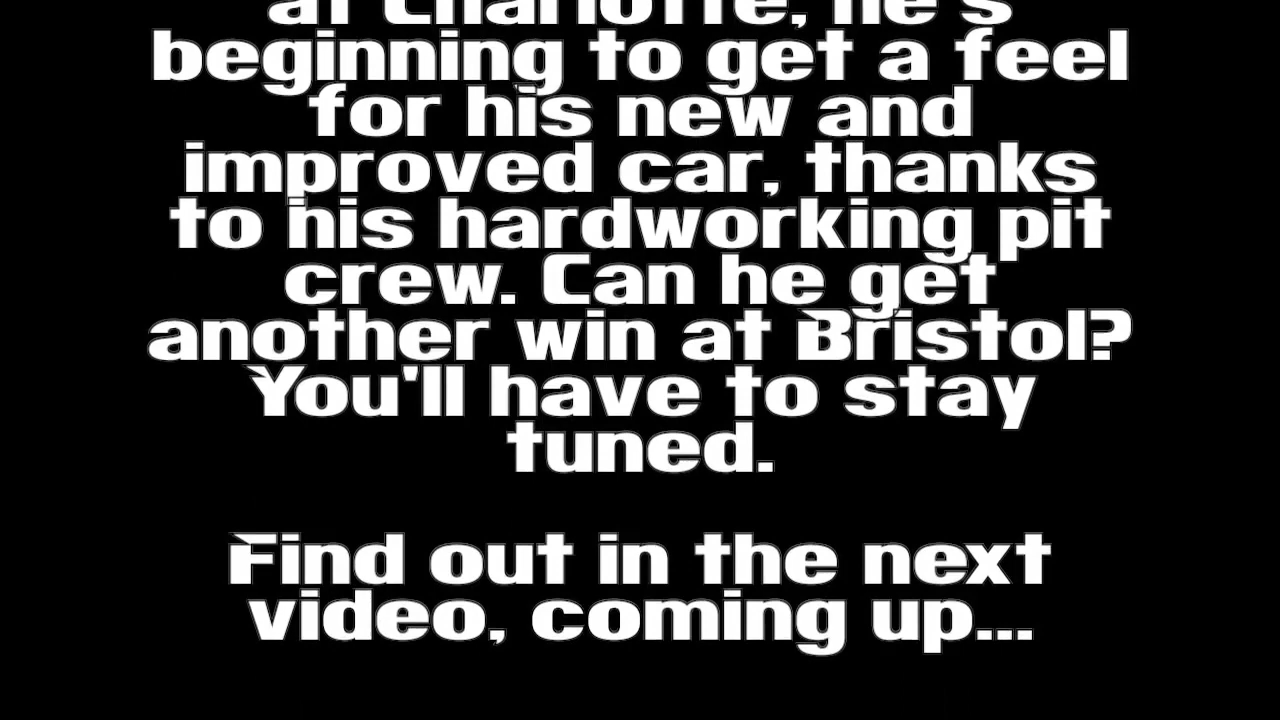 at Charlotte, he's
beginning to get a feel
for his new and
improved car, thanks
to his hardworking pit
crew. Can he get
another win at Bristol?
You'll have to stay
tuned.
Find out in the next
video, coming up...